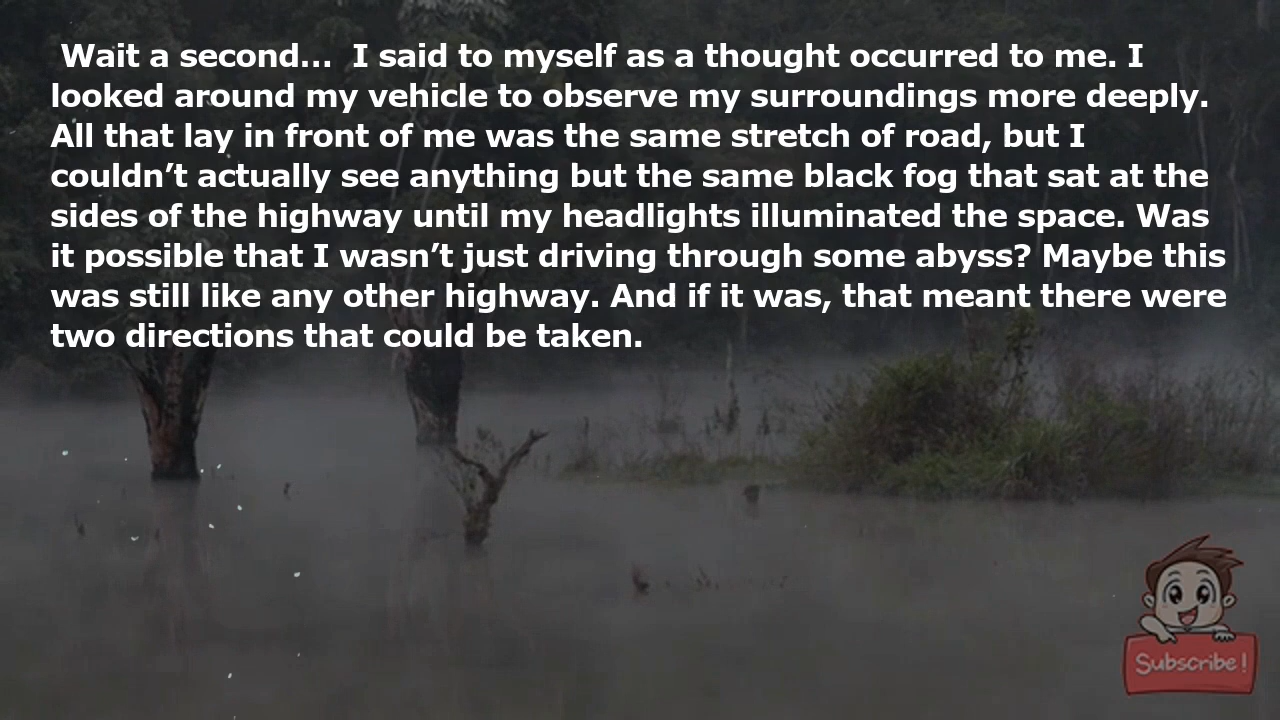 Wait a second...  I said to myself as a thought occurred to me. I
looked around my vehicle to observe my surroundings more deeply.
All that lay in front of me was the same stretch of road, but I
couldn’t actually see anything but the same black fog that sat at the
sides of the highway until my headlights illuminated the space. Was
it possible that I wasn’t just driving through some abyss? Maybe this
was still like any other highway. And if it was, that meant there were
two directions that could be taken.
Subscribe!